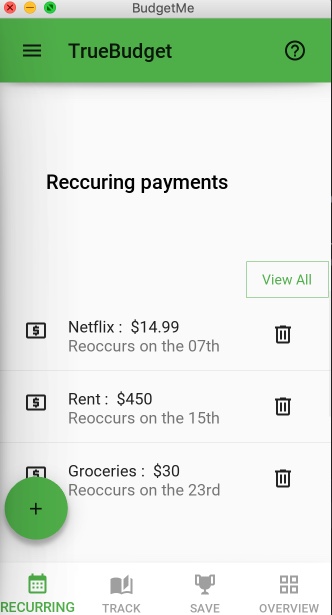 BudgetMe
TrueBudget
Reccuring payments
View All
Netflix : $14.99
Reoccurs on the 07th
Rent : $450
Reoccurs on the 15th
Groceries : $30
Reoccurs on the 23rd
+
RECURRING TRACK SAVE OVERVIEW